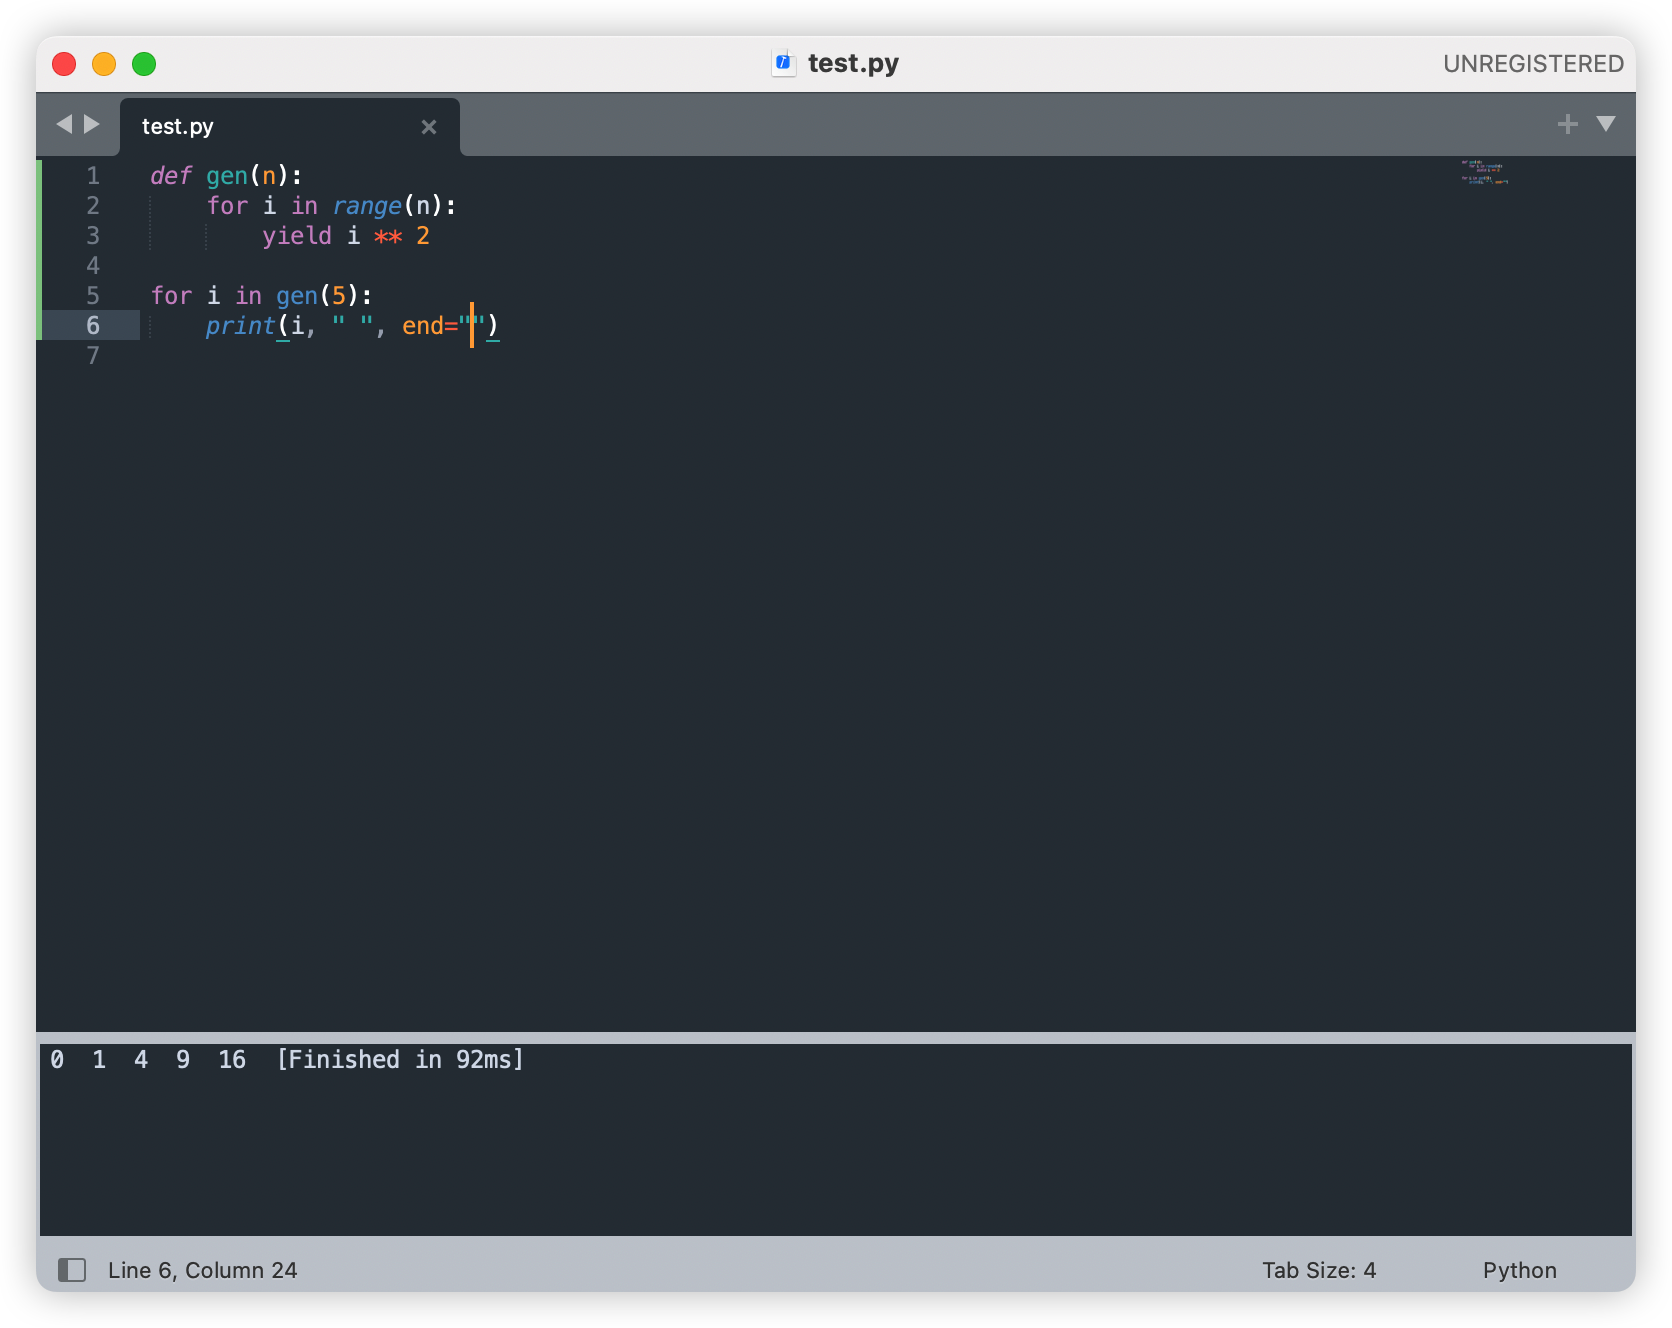 test.py
UNREGISTERED
test.py
1 def gen(n):
2     for i in range(n):
3         yield i ** 2
4
5 for i in gen(5):
6     print(i, " ", end="")
7
0  1  4  9  16  [Finished in 92ms]
Line 6, Column 24
Tab Size: 4
Python